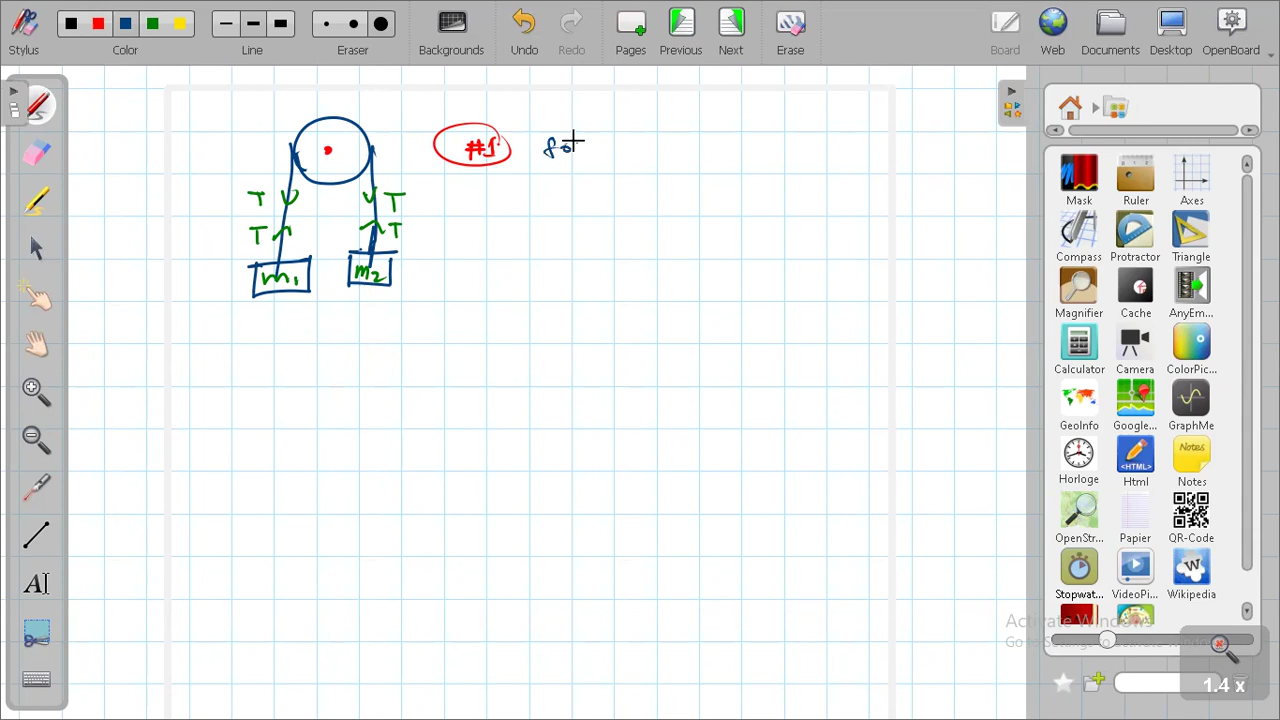 Stylus
Color
Line
Eraser
Backgrounds
Undo
Redo
Pages
Previous
Next
Erase
Board
Web
Documents
Desktop
OpenBoard
#1
T T
T T
m1 m2
Mask
Ruler
Axes
Compass
Protractor
Triangle
Magnifier
Cache
AnyEm...
Calculator
Camera
ColorPic...
GeoInfo
Google...
GraphMe
Horloge
Html
Notes
OpenStr...
Papier
QR-Code
Stopwat...
VideoPi...
Wikipedia
Activate Windows
1.4 x